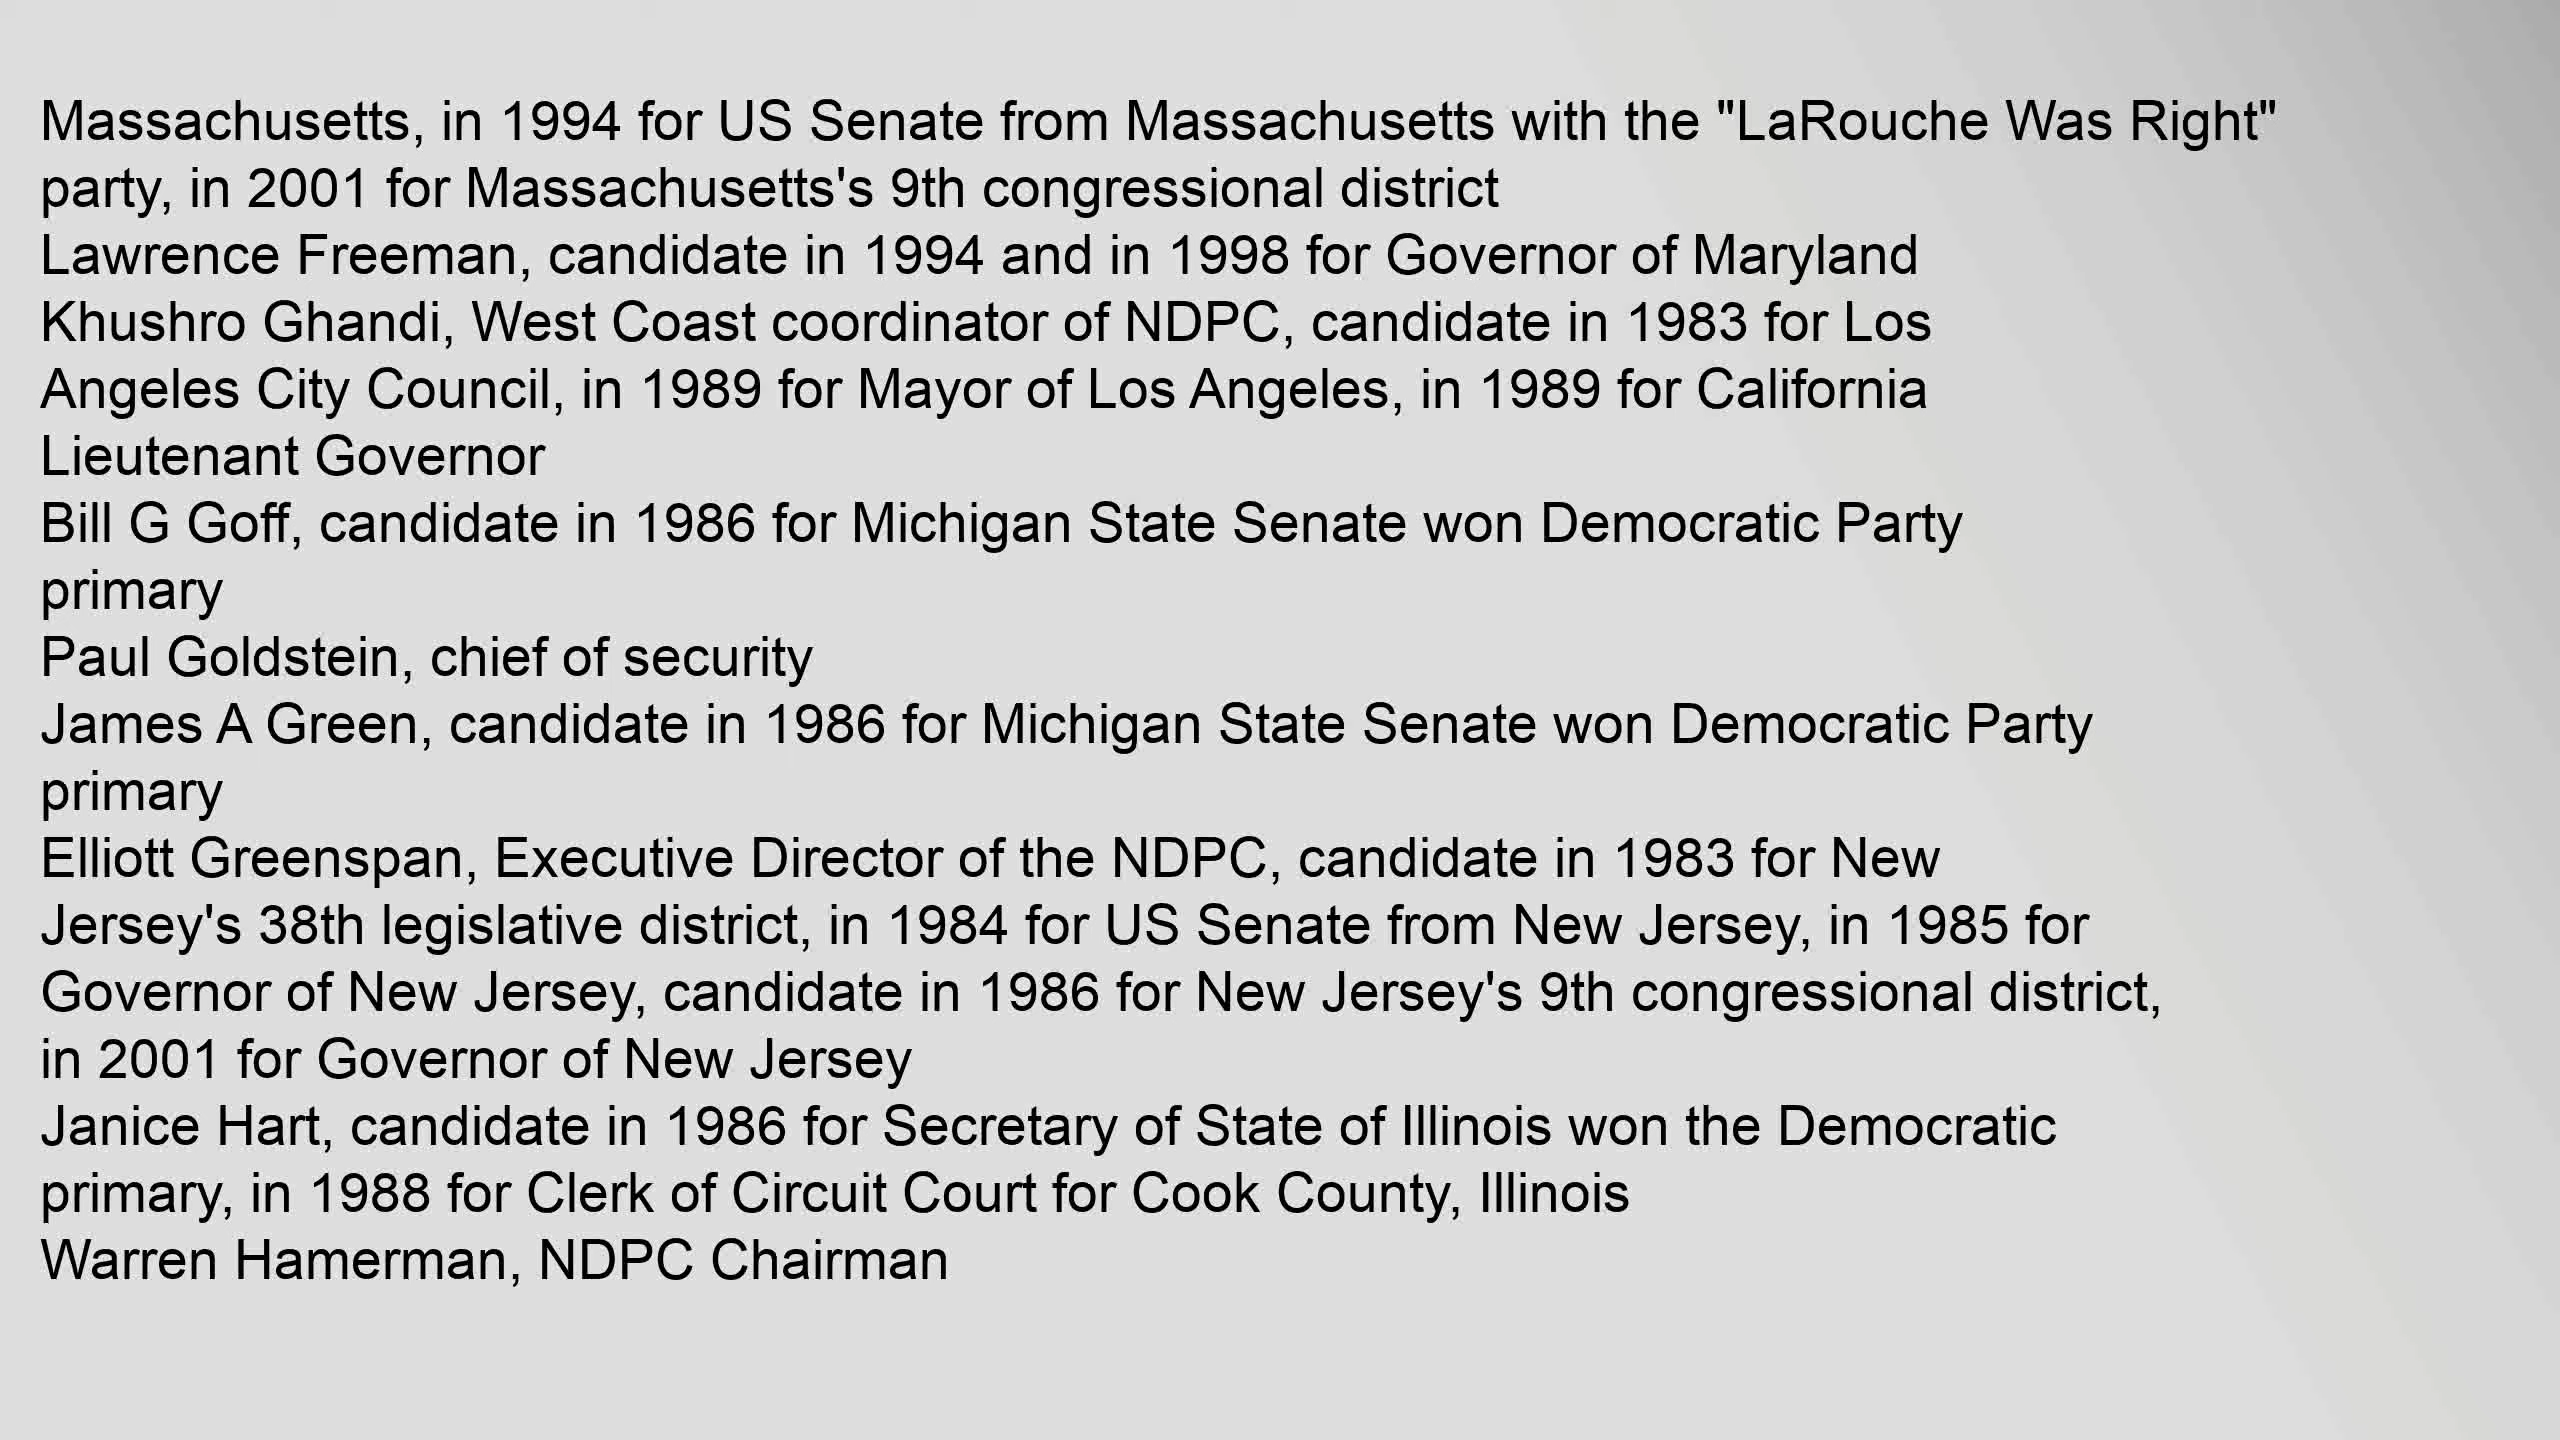 Massachusetts, in 1994 for US Senate from Massachusetts with the "LaRouche Was Right"
party, in 2001 for Massachusetts's 9th congressional district
Lawrence Freeman, candidate in 1994 and in 1998 for Governor of Maryland
Khushro Ghandi, West Coast coordinator of NDPC, candidate in 1983 for Los
Angeles City Council, in 1989 for Mayor of Los Angeles, in 1989 for California
Lieutenant Governor
Bill G Goff, candidate in 1986 for Michigan State Senate won Democratic Party
primary
Paul Goldstein, chief of security
James A Green, candidate in 1986 for Michigan State Senate won Democratic Party
primary
Elliott Greenspan, Executive Director of the NDPC, candidate in 1983 for New
Jersey's 38th legislative district, in 1984 for US Senate from New Jersey, in 1985 for
Governor of New Jersey, candidate in 1986 for New Jersey's 9th congressional district,
in 2001 for Governor of New Jersey
Janice Hart, candidate in 1986 for Secretary of State of Illinois won the Democratic
primary, in 1988 for Clerk of Circuit Court for Cook County, Illinois
Warren Hamerman, NDPC Chairman